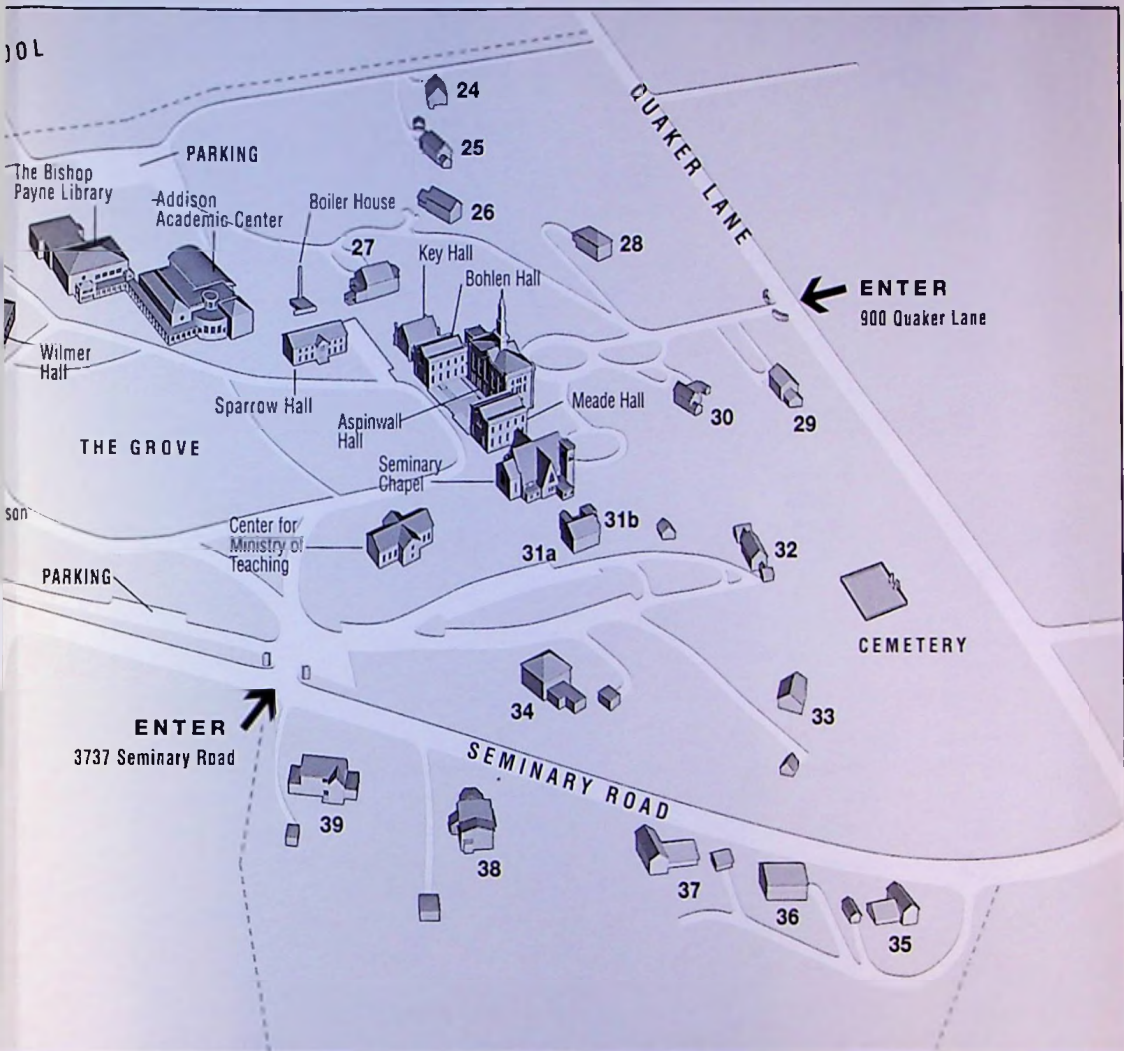 OOL
24
QUAKER LANE
25
PARKING
The Bishop
Payne Library
Addison
Academic Center
Boiler House
26
27
28
Key Hall
Bohlen Hall
ENTER
900 Quaker Lane
Wilmer
Hall
Sparrow Hall
Aspinwall
Hall
Meade Hall
30
29
THE GROVE
Seminary
Chapel
son
Center for
Ministry of
Teaching
31b
31a
32
PARKING
CEMETERY
34
33
ENTER
3737 Seminary Road
SEMINARY ROAD
39
38
37
36
35